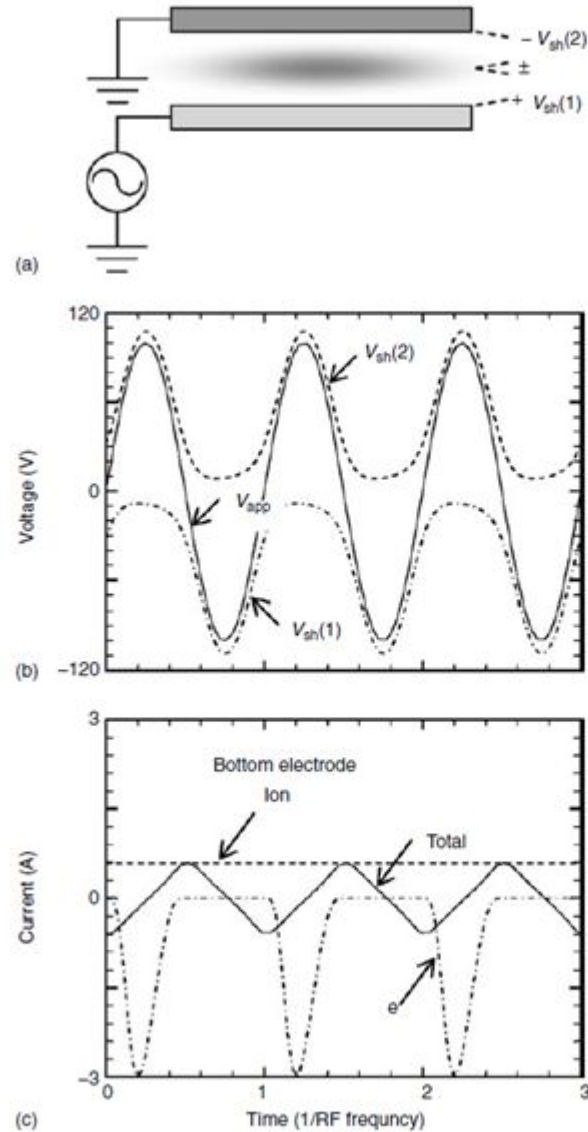 − Vsh(2)
±
+ Vsh(1)
(a)
120
Vsh(2)
0
Vapp
Vsh(1)
−120
Voltage (V)
(b)
3
Bottom electrode
Ion
Total
0
e
−3
Current (A)
0 1 2 3
(c) Time (1/RF frequncy)